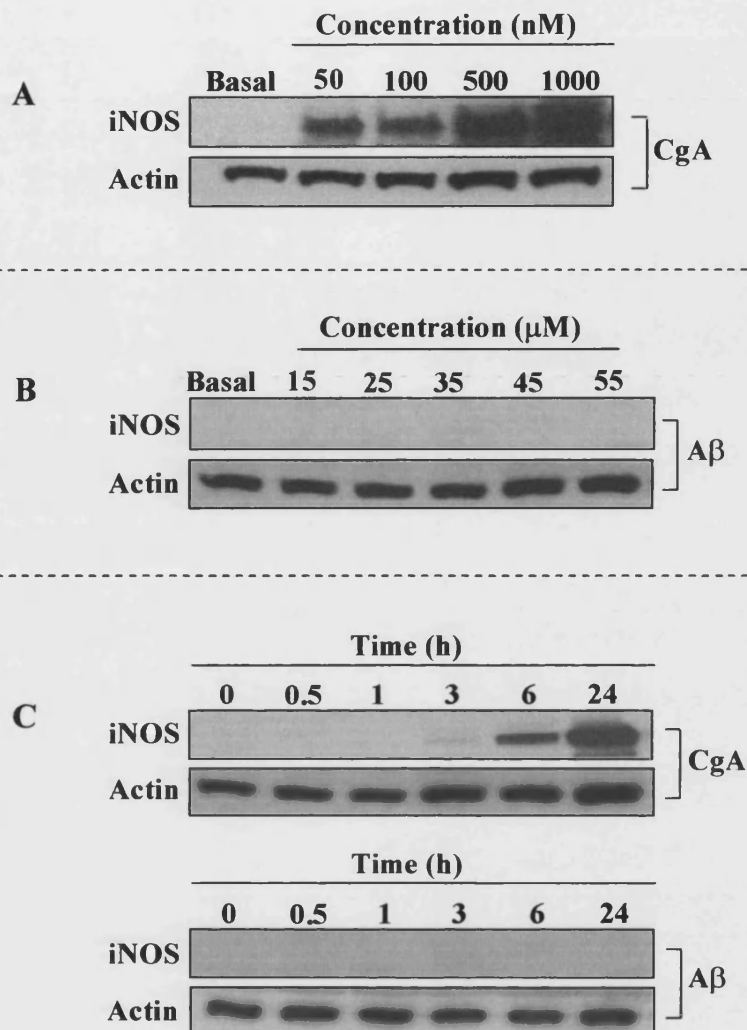 Concentration (nM)
A
Basal 50 100 500 1000
iNOS
CgA
Actin
Concentration (μM)
B
Basal 15 25 35 45 55
iNOS
Aβ
Actin
Time (h)
C
0 0.5 1 3 6 24
iNOS
CgA
Actin
Time (h)
0 0.5 1 3 6 24
iNOS
Aβ
Actin